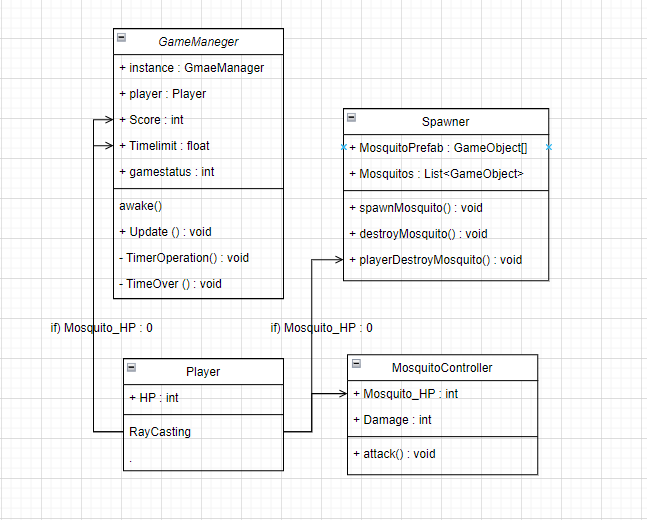 GameManeger
+ instance : GmaeManager
+ player : Player
+ Score : int
+ Timelimit : float
+ gamestatus : int
awake()
+ Update () : void
- TimerOperation() : void
- TimeOver () : void
Spawner
+ MosquitoPrefab : GameObject[]
+ Mosquitos : List<GameObject>
+ spawnMosquito() : void
+ destroyMosquito() : void
+ playerDestroyMosquito() : void
if) Mosquito_HP : 0
if) Mosquito_HP : 0
Player
+ HP : int
RayCasting
.
MosquitoController
+ Mosquito_HP : int
+ Damage : int
+ attack() : void